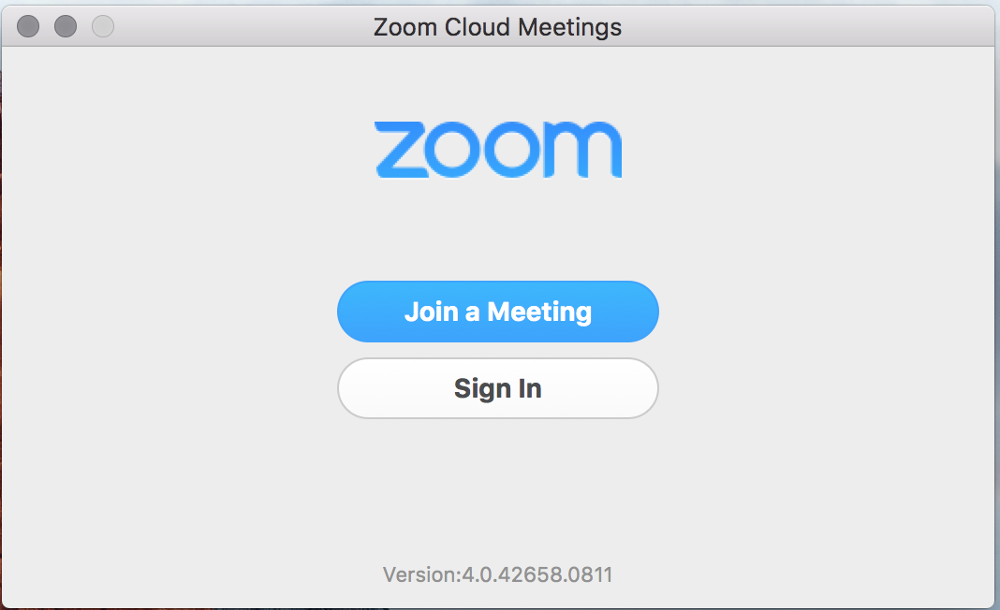 Zoom Cloud Meetings
zoom
Join a Meeting
Sign In
Version:4.0.42658.0811